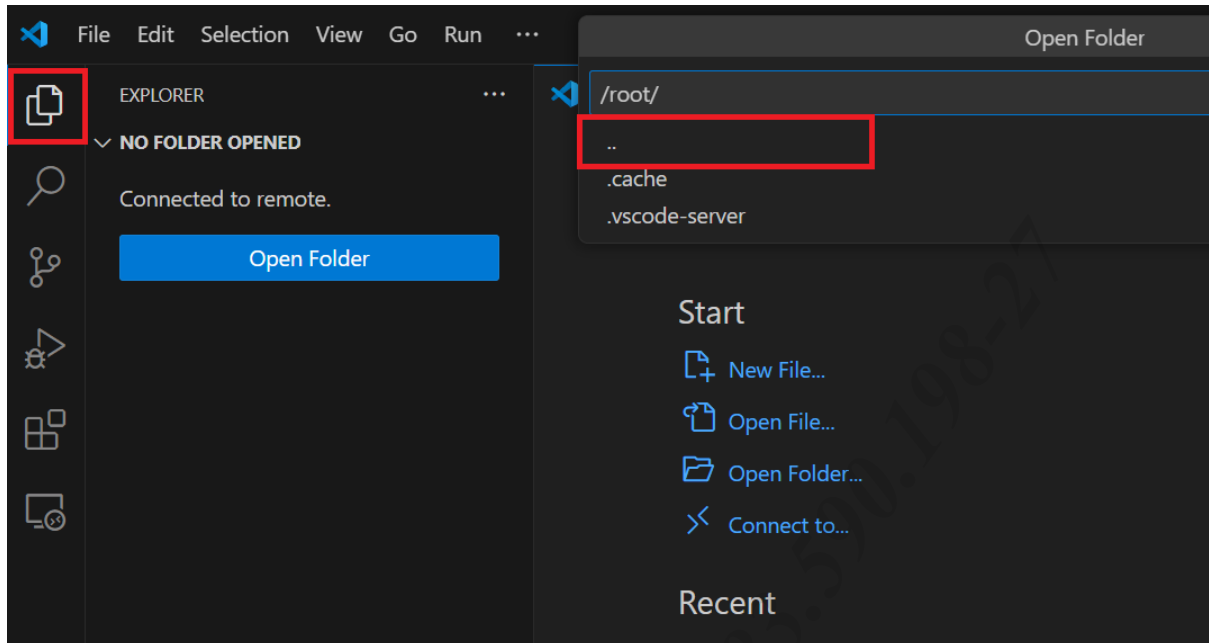 File Edit Selection View Go Run ...
Open Folder
EXPLORER ...
/root/
NO FOLDER OPENED
..
.cache
Connected to remote.
.vscode-server
Open Folder
Start
New File...
Open File...
Open Folder...
Connect to...
Recent